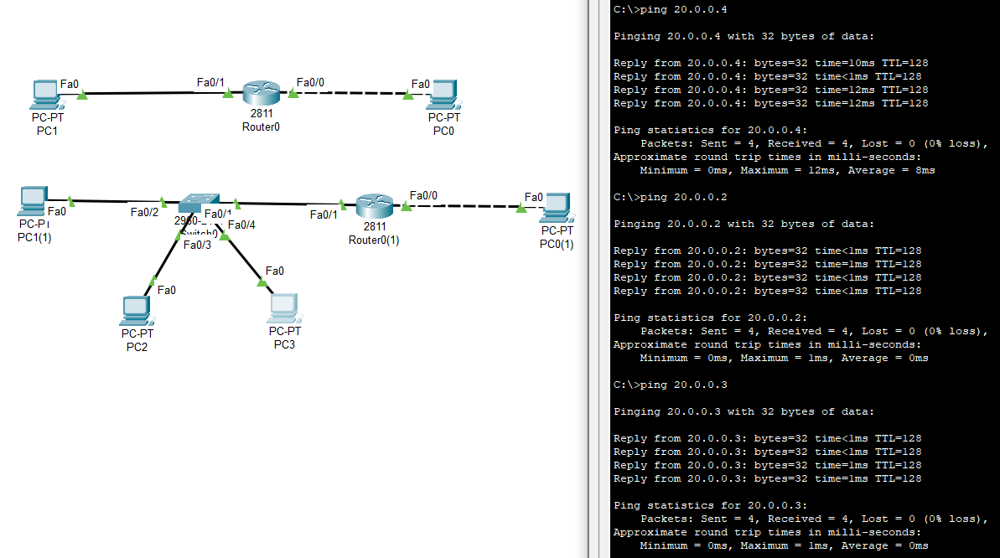 Fa0
Fa0/1
Fa0/0
Fa0
PC-PT
PC1
2811
Router0
PC-PT
PC0
Fa0
Fa0/2
Fa0/1
Fa0/4
Fa0/3
Fa0/1
Fa0/0
Fa0
PC1(1)
Switch0
2811
Router0(1)
PC-PT
PC0(1)
Fa0
Fa0
PC-PT
PC2
PC-PT
PC3
C:\>ping 20.0.0.4
Pinging 20.0.0.4 with 32 bytes of data:
Reply from 20.0.0.4: bytes=32 time=10ms TTL=128
Reply from 20.0.0.4: bytes=32 time<1ms TTL=128
Reply from 20.0.0.4: bytes=32 time=12ms TTL=128
Reply from 20.0.0.4: bytes=32 time=12ms TTL=128
Ping statistics for 20.0.0.4:
Packets: Sent = 4, Received = 4, Lost = 0 (0% loss),
Approximate round trip times in milli-seconds:
Minimum = 0ms, Maximum = 12ms, Average = 8ms
C:\>ping 20.0.0.2
Pinging 20.0.0.2 with 32 bytes of data:
Reply from 20.0.0.2: bytes=32 time<1ms TTL=128
Reply from 20.0.0.2: bytes=32 time=1ms TTL=128
Reply from 20.0.0.2: bytes=32 time<1ms TTL=128
Reply from 20.0.0.2: bytes=32 time<1ms TTL=128
Ping statistics for 20.0.0.2:
Packets: Sent = 4, Received = 4, Lost = 0 (0% loss),
Approximate round trip times in milli-seconds:
Minimum = 0ms, Maximum = 1ms, Average = 0ms
C:\>ping 20.0.0.3
Pinging 20.0.0.3 with 32 bytes of data:
Reply from 20.0.0.3: bytes=32 time<1ms TTL=128
Reply from 20.0.0.3: bytes=32 time<1ms TTL=128
Reply from 20.0.0.3: bytes=32 time=1ms TTL=128
Reply from 20.0.0.3: bytes=32 time=1ms TTL=128
Ping statistics for 20.0.0.3:
Packets: Sent = 4, Received = 4, Lost = 0 (0% loss),
Approximate round trip times in milli-seconds:
Minimum = 0ms, Maximum = 1ms, Average = 0ms